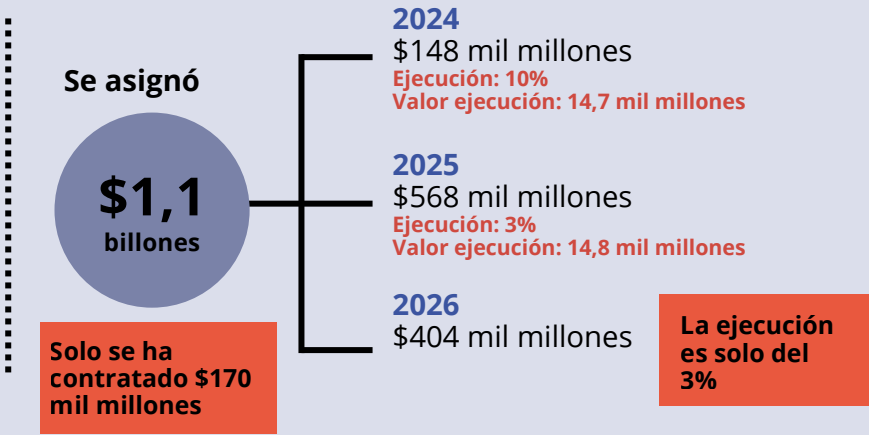 Se asignó
$1,1
billones
Solo se ha
contratado $170
mil millones
2024
$148 mil millones
Ejecución: 10%
Valor ejecución: 14,7 mil millones
2025
$568 mil millones
Ejecución: 3%
Valor ejecución: 14,8 mil millones
2026
$404 mil millones
La ejecución
es solo del
3%